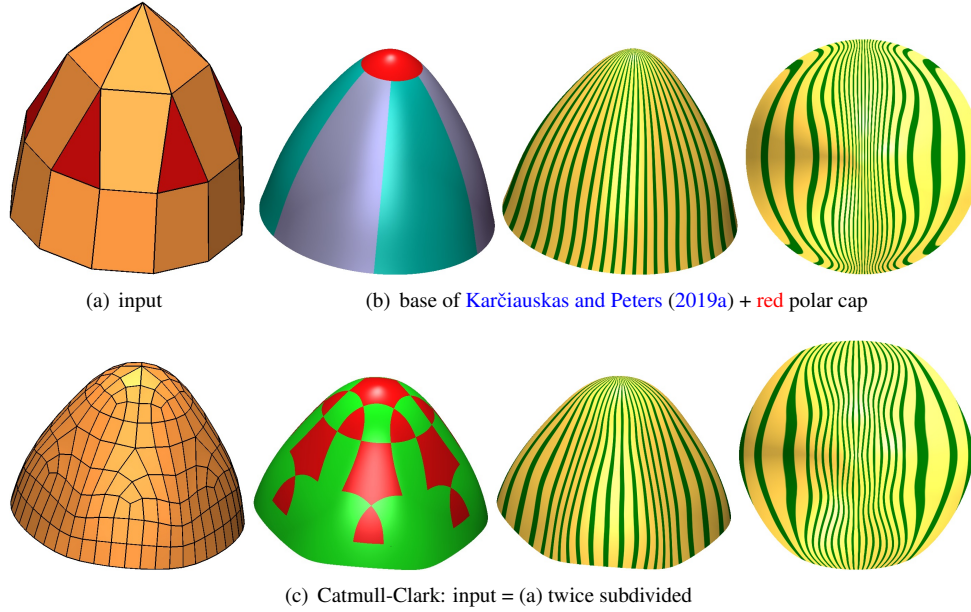 (a) input
(b) base of Karčiauskas and Peters (2019a) + red polar cap
(c) Catmull-Clark: input = (a) twice subdivided